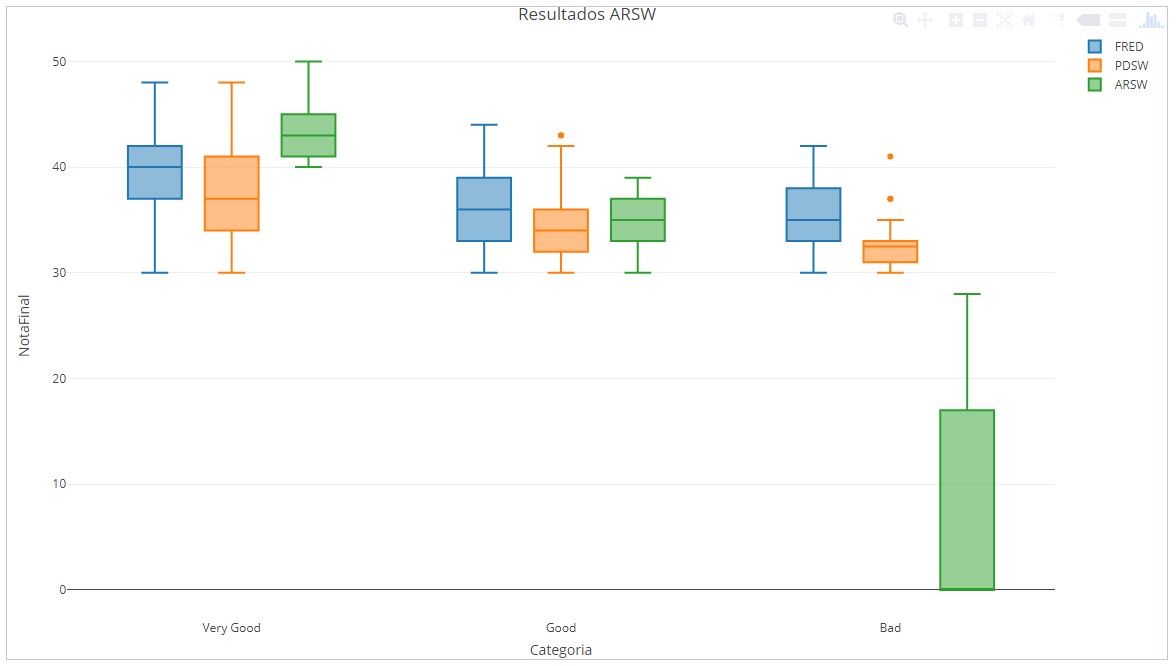 Resultados ARSW
FRED
PDSW
ARSW
50
40
30
20
10
0
NotaFinal
Very Good
Good
Bad
Categoria